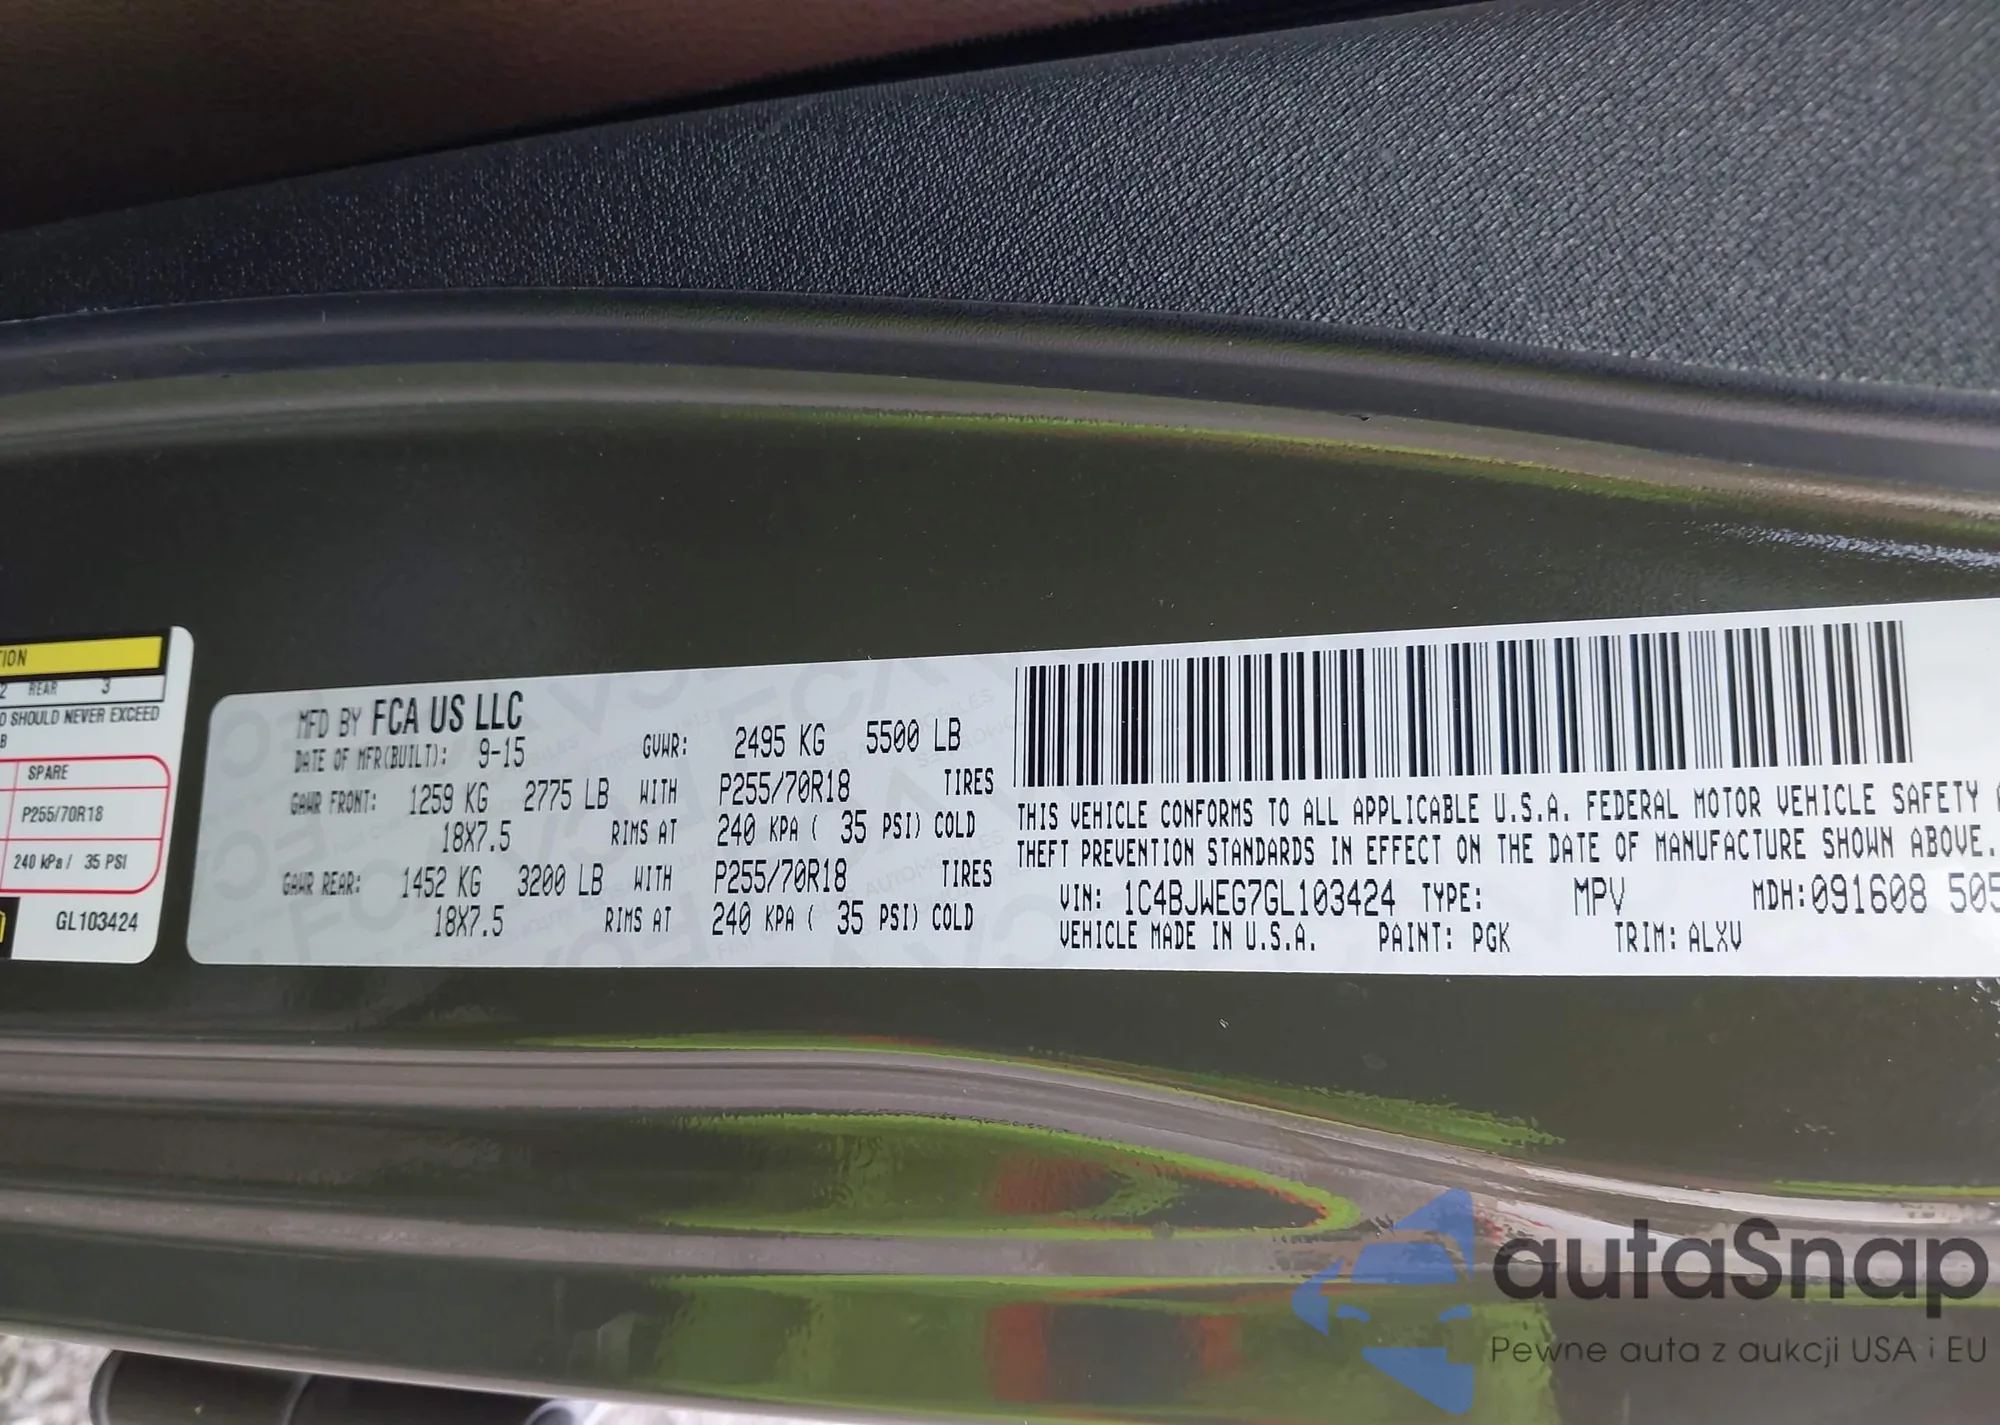 TION
2 REAR 3
D SHOULD NEVER EXCEED
B
SPARE
P255/70R18
240 kPa / 35 PSI
GL103424
MFD BY FCA US LLC
DATE OF MFR(BUILT): 9-15 GVWR: 2495 KG 5500 LB
GAWR FRONT: 1259 KG 2775 LB WITH P255/70R18 TIRES
18X7.5 RIMS AT 240 KPA ( 35 PSI) COLD
GAWR REAR: 1452 KG 3200 LB WITH P255/70R18 TIRES
18X7.5 RIMS AT 240 KPA ( 35 PSI) COLD
THIS VEHICLE CONFORMS TO ALL APPLICABLE U.S.A. FEDERAL MOTOR VEHICLE SAFETY A
THEFT PREVENTION STANDARDS IN EFFECT ON THE DATE OF MANUFACTURE SHOWN ABOVE.
VIN: 1C4BJWEG7GL103424 TYPE: MPV MDH:091608 505
VEHICLE MADE IN U.S.A. PAINT: PGK TRIM: ALXV
autaSnap
Pewne auta z aukcji USA i EU